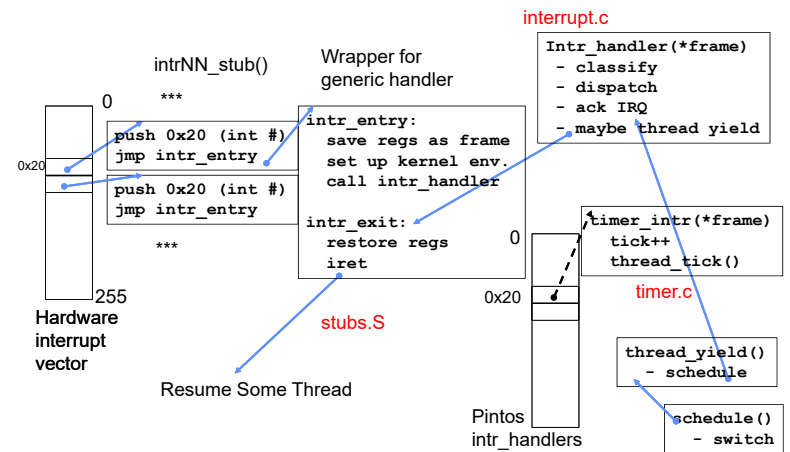 interrupt.c
Intr_handler(*frame)
- classify
- dispatch
- ack IRQ
- maybe thread yield
Wrapper for
generic handler
intrNN_stub()
***
0
0x20
push 0x20 (int #)
jmp intr_entry
push 0x20 (int #)
jmp intr_entry
***
255
Hardware
interrupt
vector
intr_entry:
save regs as frame
set up kernel env.
call intr_handler
intr_exit:
restore regs
iret
stubs.S
Resume Some Thread
0
0x20
Pintos
intr_handlers
timer_intr(*frame)
tick++
thread_tick()
timer.c
thread_yield()
- schedule
schedule()
- switch